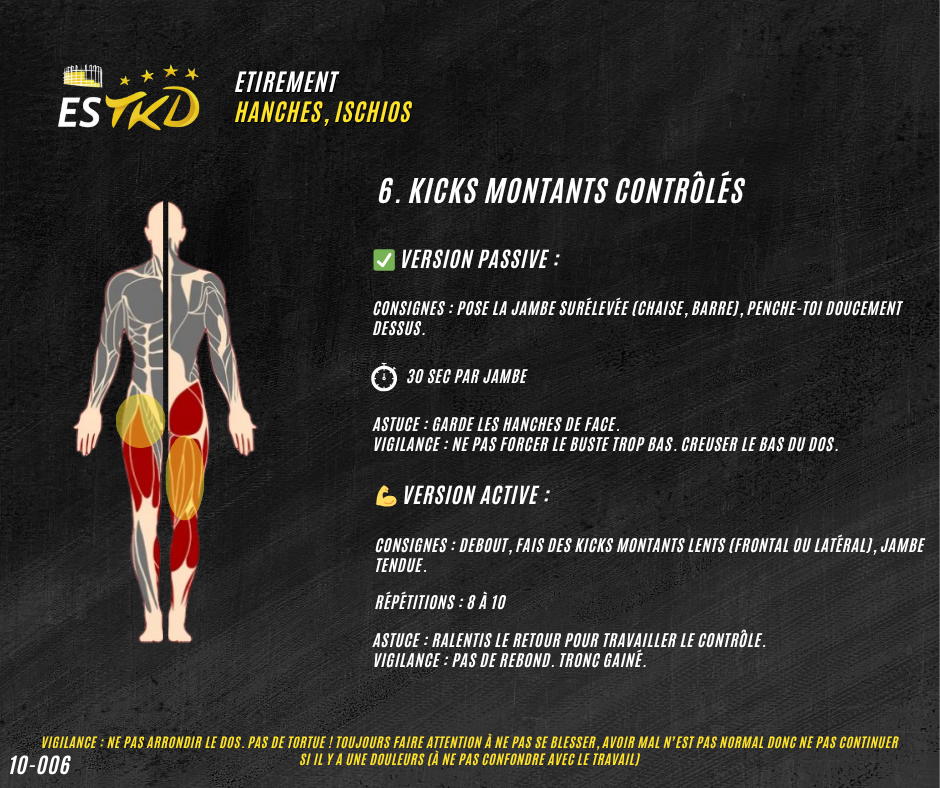 ESTKD
ETIREMENT
HANCHES, ISCHIOS
6. KICKS MONTANTS CONTRÔLÉS
✅ VERSION PASSIVE :
CONSIGNES : POSE LA JAMBE SURÉLEVÉE (CHAISE, BARRE), PENCHE-TOI DOUCEMENT
DESSUS.
30 SEC PAR JAMBE
ASTUCE : GARDE LES HANCHES DE FACE.
VIGILANCE : NE PAS FORCER LE BUSTE TROP BAS. CREUSER LE BAS DU DOS.
💪 VERSION ACTIVE :
CONSIGNES : DEBOUT, FAIS DES KICKS MONTANTS LENTS (FRONTAL OU LATÉRAL), JAMBE
TENDUE.
RÉPÉTITIONS : 8 À 10
ASTUCE : RALENTIS LE RETOUR POUR TRAVAILLER LE CONTRÔLE.
VIGILANCE : PAS DE REBOND. TRONC GAINÉ.
VIGILANCE : NE PAS ARRONDIR LE DOS. PAS DE TORTUE ! TOUJOURS FAIRE ATTENTION À NE PAS SE BLESSER, AVOIR MAL N'EST PAS NORMAL DONC NE PAS CONTINUER
SI IL Y A UNE DOULEURS (À NE PAS CONFONDRE AVEC LE TRAVAIL)
10-006